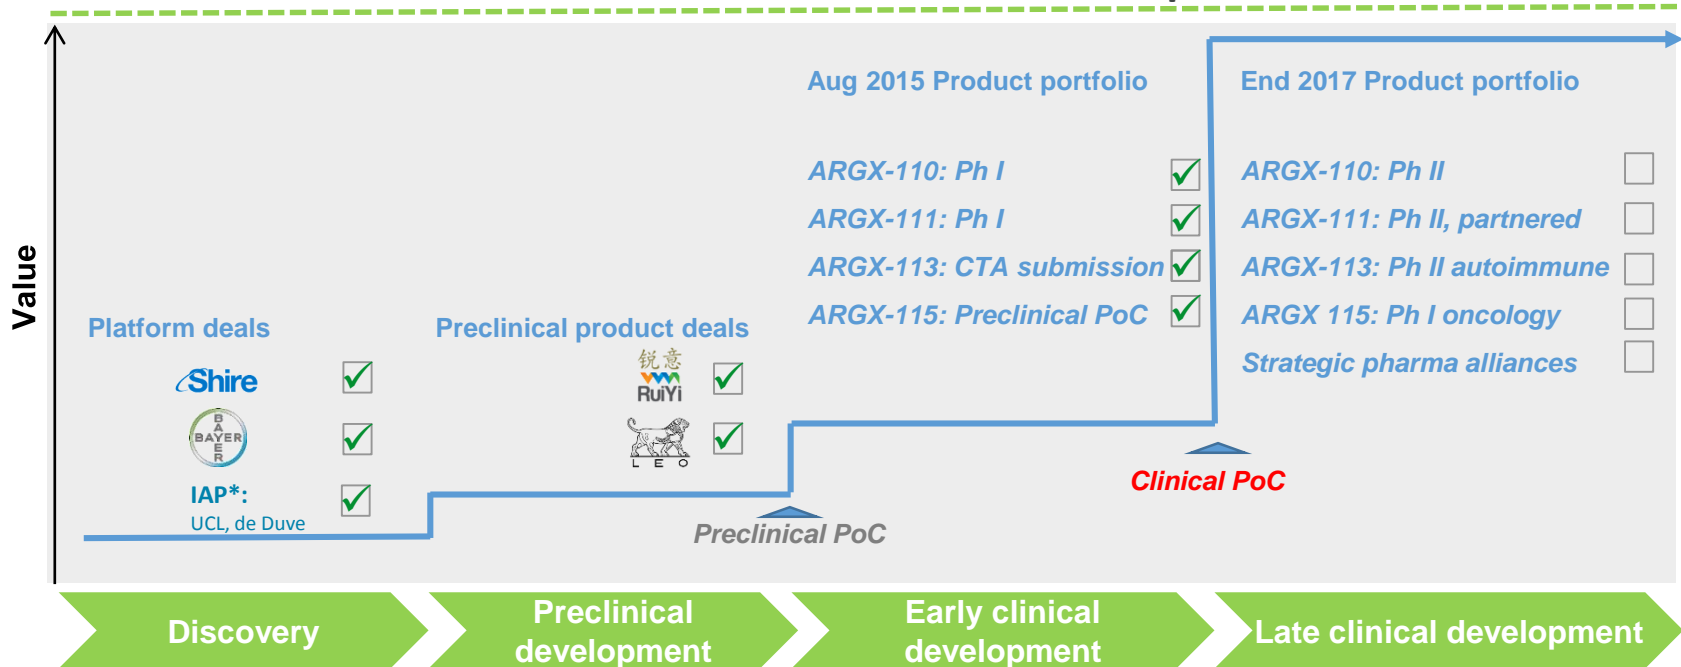 Value
Aug 2015 Product portfolio
ARGX-110: Ph I
ARGX-111: Ph I
ARGX-113: CTA submission
ARGX-115: Preclinical PoC
End 2017 Product portfolio
ARGX-110: Ph II
ARGX-111: Ph II, partnered
ARGX-113: Ph II autoimmune
ARGX 115: Ph I oncology
Strategic pharma alliances
Platform deals
Shire
BAYER
BAYER
IAP*:
UCL, de Duve
Preclinical product deals
锐意
RuiYi
LEO
Preclinical PoC
Clinical PoC
Discovery
Preclinical
development
Early clinical
development
Late clinical development